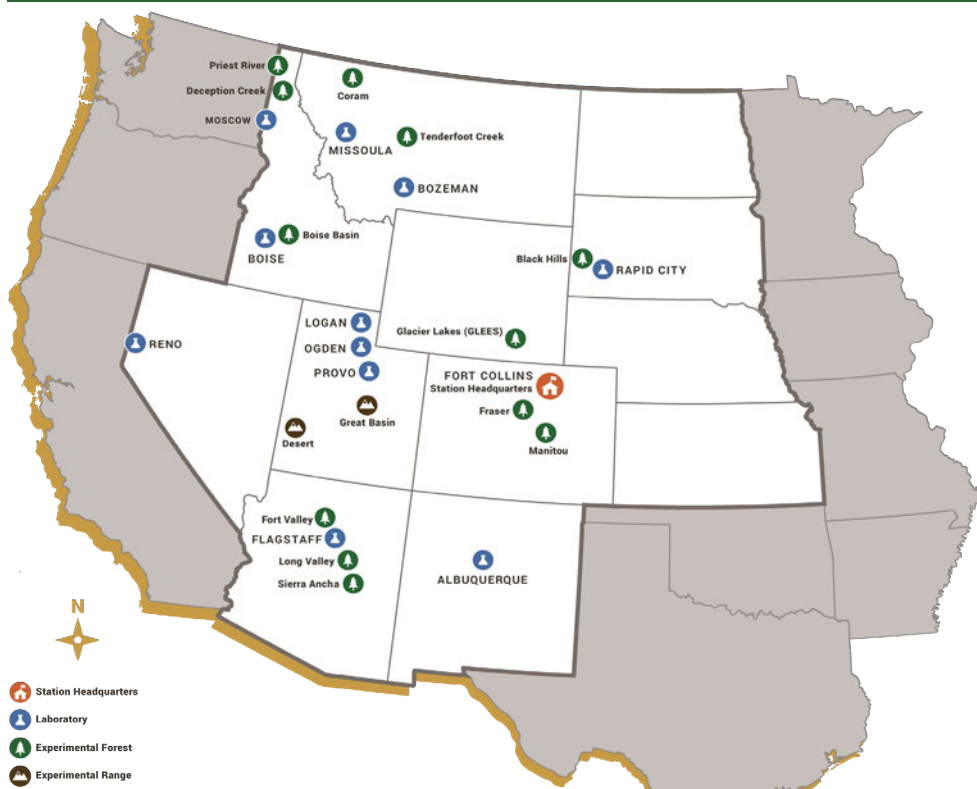 Priest River
Deception Creek
Coram
MOSCOW
MISSOULA
Tenderfoot Creek
BOZEMAN
Boise Basin
BOISE
Black Hills
RAPID CITY
LOGAN
Glacier Lakes (GLEES)
RENO
OGDEN
PROVO
FORT COLLINS
Station Headquarters
Great Basin
Fraser
Desert
Manitou
Fort Valley
FLAGSTAFF
Long Valley
ALBUQUERQUE
Sierra Ancha
N
Station Headquarters
Laboratory
Experimental Forest
Experimental Range